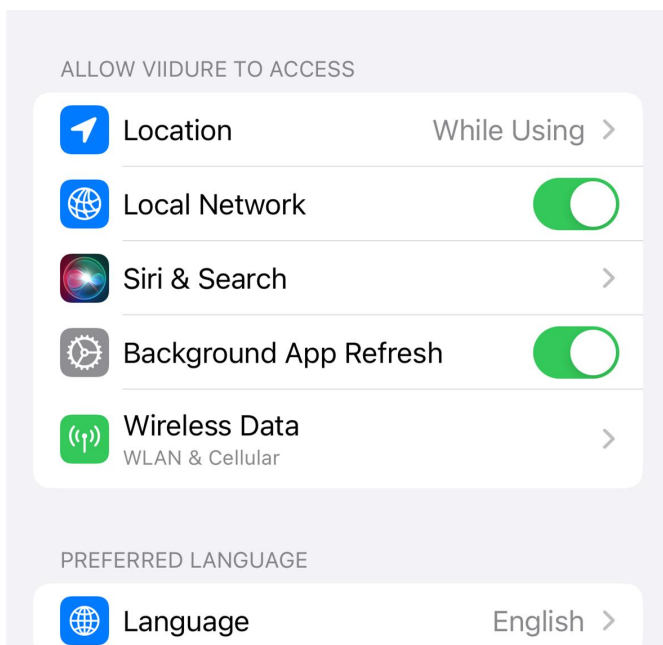 ALLOW VIIDURE TO ACCESS
Location While Using
Local Network
Siri & Search
Background App Refresh
Wireless Data
WLAN & Cellular
PREFERRED LANGUAGE
Language English